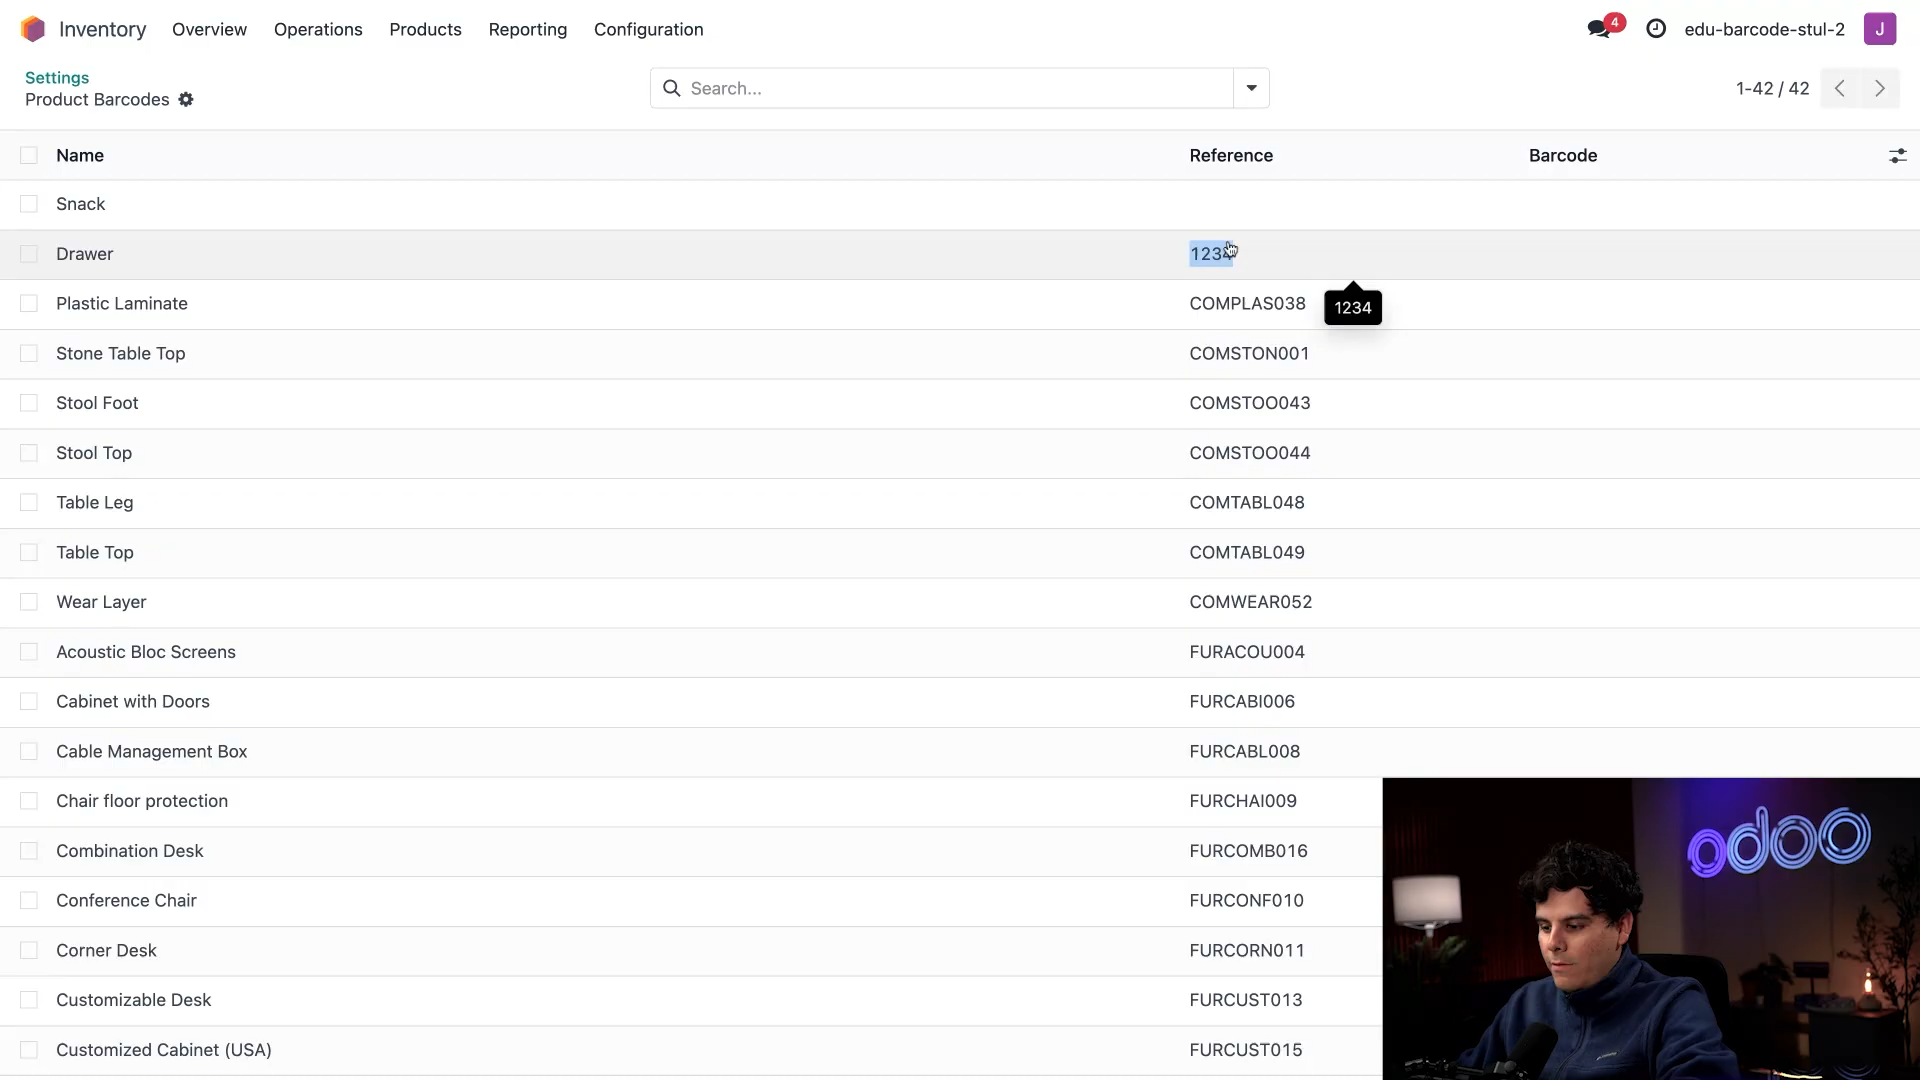 Inventory Overview Operations Products Reporting Configuration 4 edu-barcode-stul-2 J
Settings
Product Barcodes
Search...
1-42 / 42
Name Reference Barcode
Snack
Drawer 1234
Plastic Laminate COMPLAS038
1234
Stone Table Top COMSTON001
Stool Foot COMSTOO043
Stool Top COMSTOO044
Table Leg COMTABL048
Table Top COMTABL049
Wear Layer COMWEAR052
Acoustic Bloc Screens FURACOU004
Cabinet with Doors FURCABI006
Cable Management Box FURCABL008
Chair floor protection FURCHAI009
Combination Desk FURCOMB016
Conference Chair FURCONF010
Corner Desk FURCORN011
Customizable Desk FURCUST013
Customized Cabinet (USA) FURCUST015
odoo